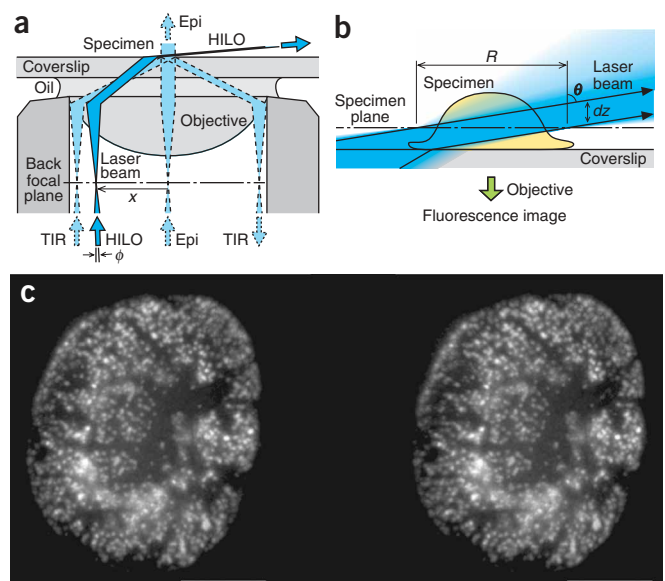 a
Epi
Specimen
HILO
Coverslip
Oil
Objective
Back
focal
plane
Laser
beam
x
TIR
HILO
Epi
TIR
ϕ
b
R
Laser
beam
Specimen
θ
Specimen
plane
dz
Coverslip
Objective
Fluorescence image
c